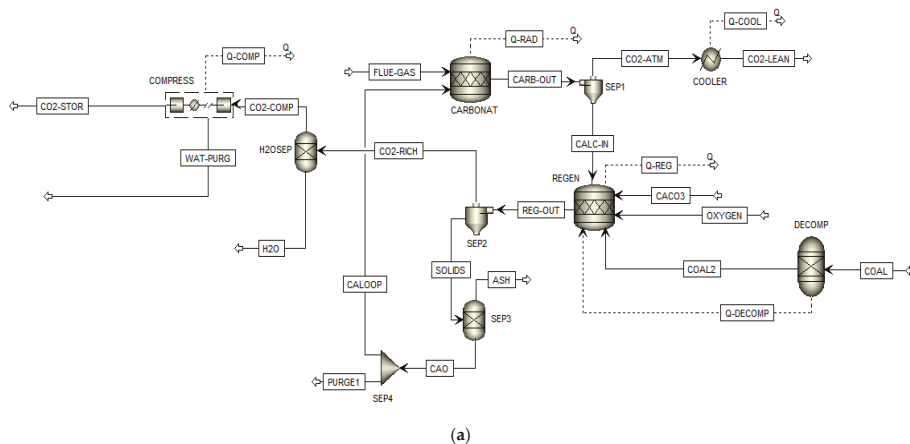 Q-COOL
Q
Q-COMP
Q
Q-RAD
Q
CO2-ATM
CO2-LEAN
COMPRESS
FLUE-GAS
CARB-OUT
COOLER
SEP1
CO2-STOR
CO2-COMP
CARBONAT
H2OSEP
CALC-IN
WAT-PURG
CO2-RICH
REGEN
Q-REG
Q
CACO3
REG-OUT
OXYGEN
DECOMP
SEP2
H2O
SOLIDS
COAL2
COAL
CALOOP
ASH
SEP3
Q-DECOMP
CAO
PURGE1
SEP4
(a)